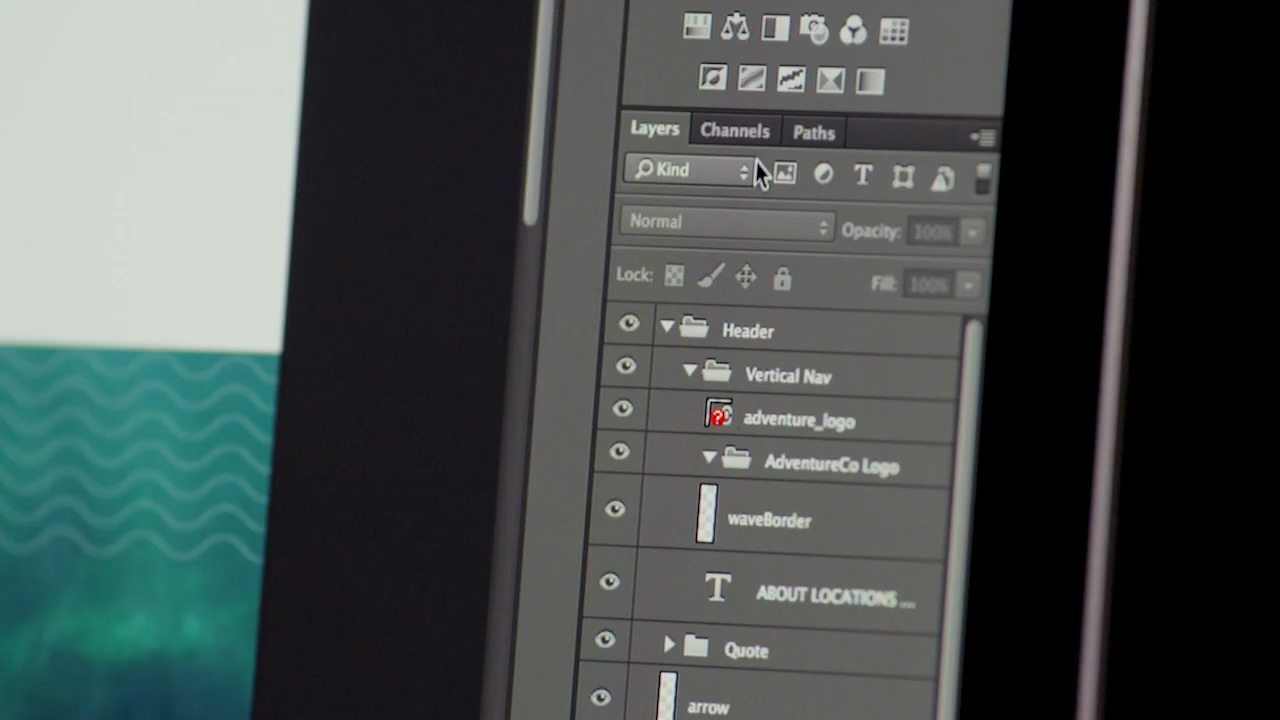 Layers Channels Paths
Kind T
Normal Opacity: 100%
Lock: Fill: 100%
Header
Vertical Nav
adventure_logo
AdventureCo Logo
waveBorder
T ABOUT LOCATIONS ...
Quote
arrow